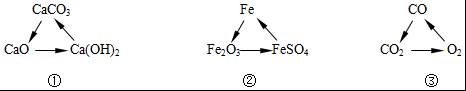 CaCO₃ Fe CO
CaO Ca(OH)₂ Fe₂O₃ FeSO₄ CO₂ O₂
① ② ③